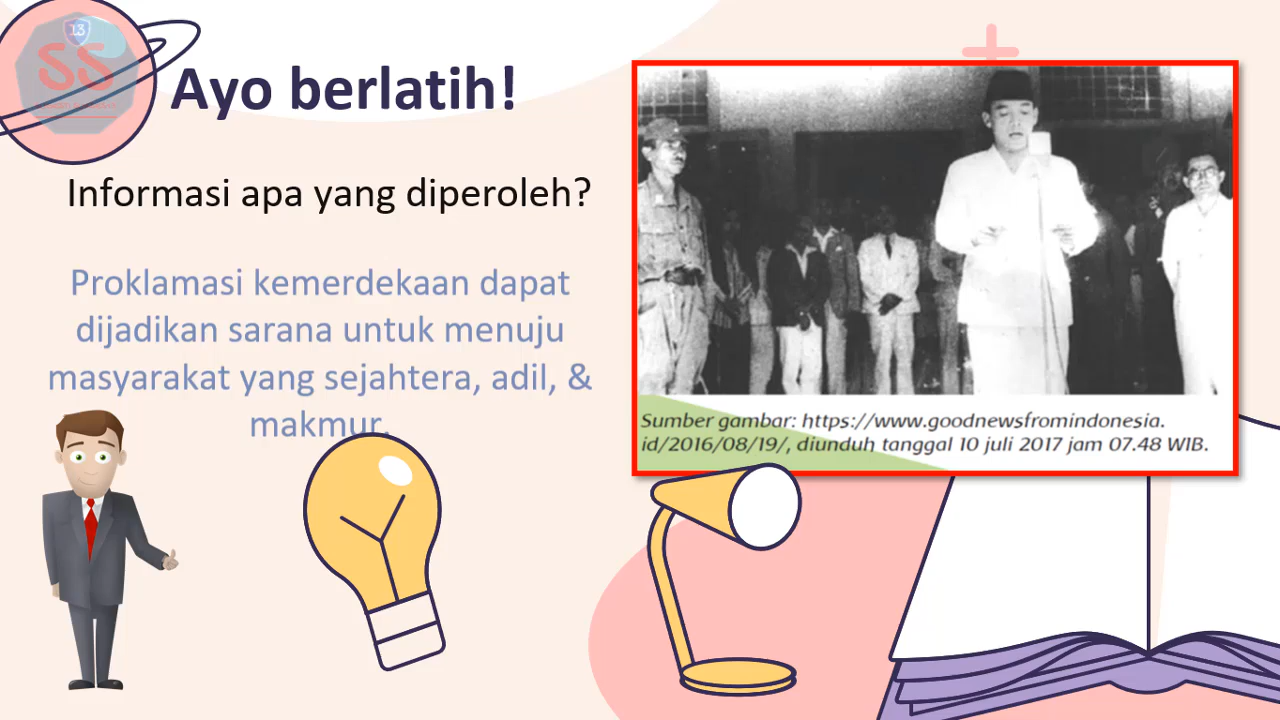 13
SS
Ayo berlatih!
Informasi apa yang diperoleh?
Proklamasi kemerdekaan dapat
dijadikan sarana untuk menuju
masyarakat yang sejahtera, adil, &
makmur.
Sumber gambar: https://www.goodnewsfromindonesia.
id/2016/08/19/, diunduh tanggal 10 juli 2017 jam 07.48 WIB.